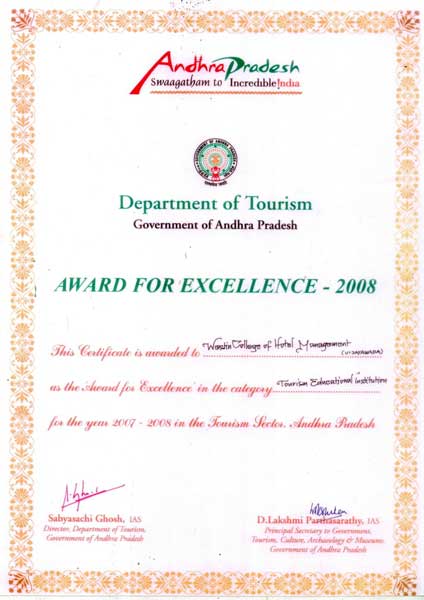 Andhra Pradesh
Swaagatham to Incredible!ndia
Department of Tourism
Government of Andhra Pradesh
AWARD FOR EXCELLENCE - 2008
This Certificate is awarded to Westin College of Hotel Management
(VIJAYAWADA)
as the 'Award for Excellence' in the category Tourism Educational Institution
for the year 2007 - 2008 in the Tourism Sector, Andhra Pradesh
Sabyasachi Ghosh, IAS
Director, Department of Tourism,
Government of Andhra Pradesh
D.Lakshmi Parthasarathy, IAS
Principal Secretary to Government,
Tourism, Culture, Archaeology & Museums
Government of Andhra Pradesh